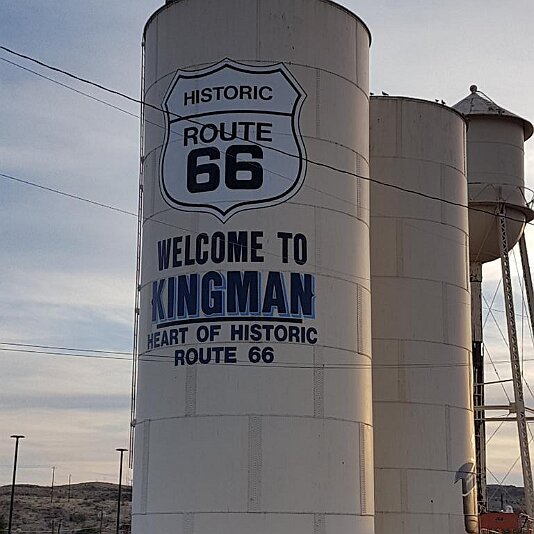 HISTORIC
ROUTE
66
WELCOME TO
KINGMAN
HEART OF HISTORIC
ROUTE 66